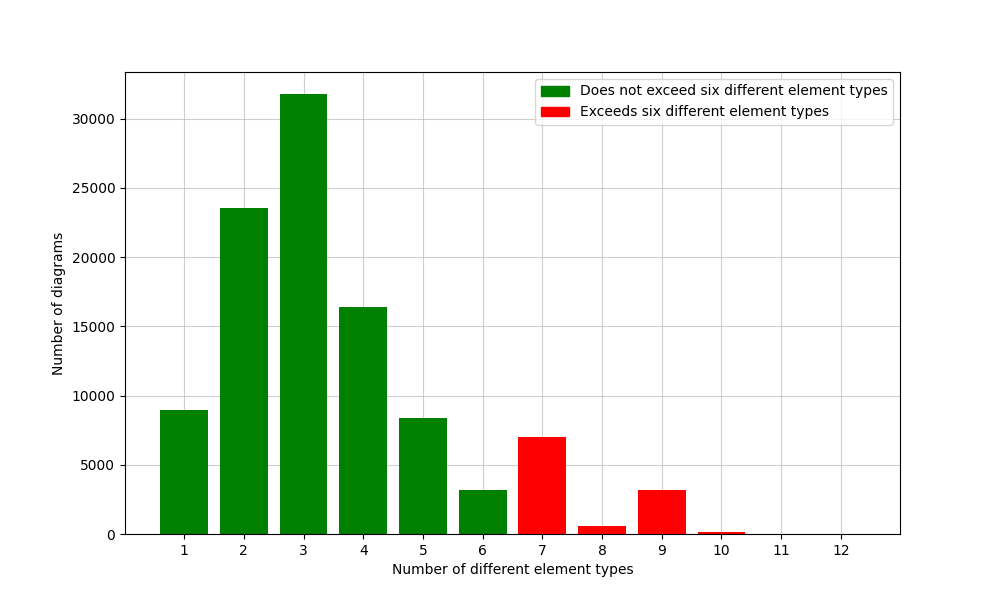 Does not exceed six different element types
Exceeds six different element types
30000
25000
20000
15000
10000
5000
0
Number of diagrams
1 2 3 4 5 6 7 8 9 10 11 12
Number of different element types